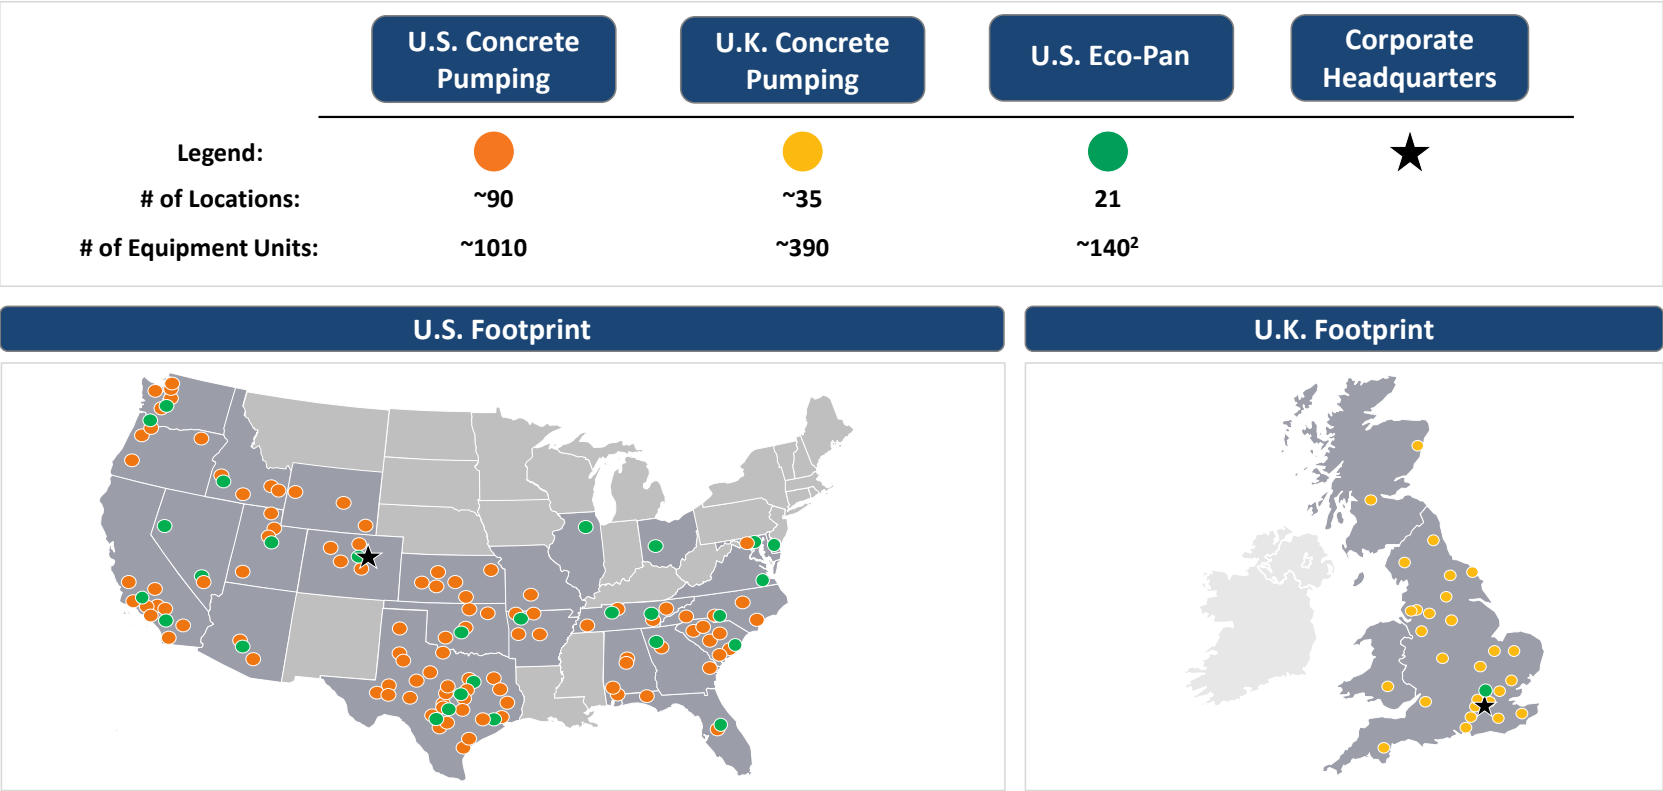 U.S. Concrete
Pumping
U.K. Concrete
Pumping
U.S. Eco-Pan
Corporate
Headquarters
Legend:
# of Locations: ~90 ~35 21
# of Equipment Units: ~1010 ~390 ~140²
U.S. Footprint
U.K. Footprint